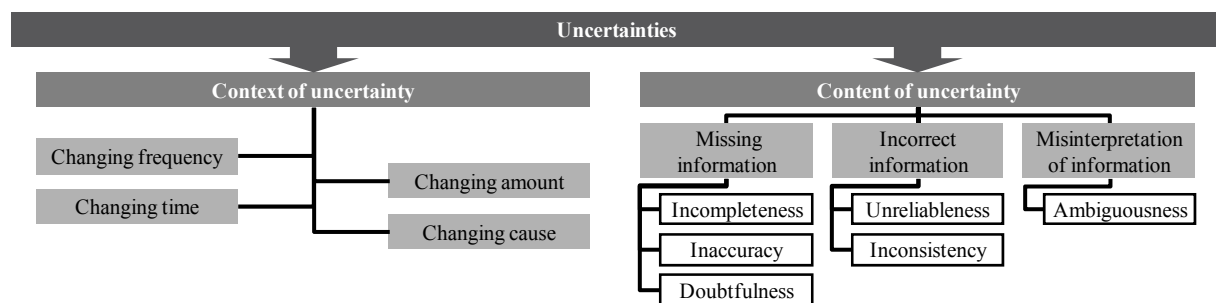 Uncertainties
Context of uncertainty
Changing frequency
Changing time
Changing amount
Changing cause
Content of uncertainty
Missing
information
Incompleteness
Inaccuracy
Doubtfulness
Incorrect
information
Unreliableness
Inconsistency
Misinterpretation
of information
Ambiguousness